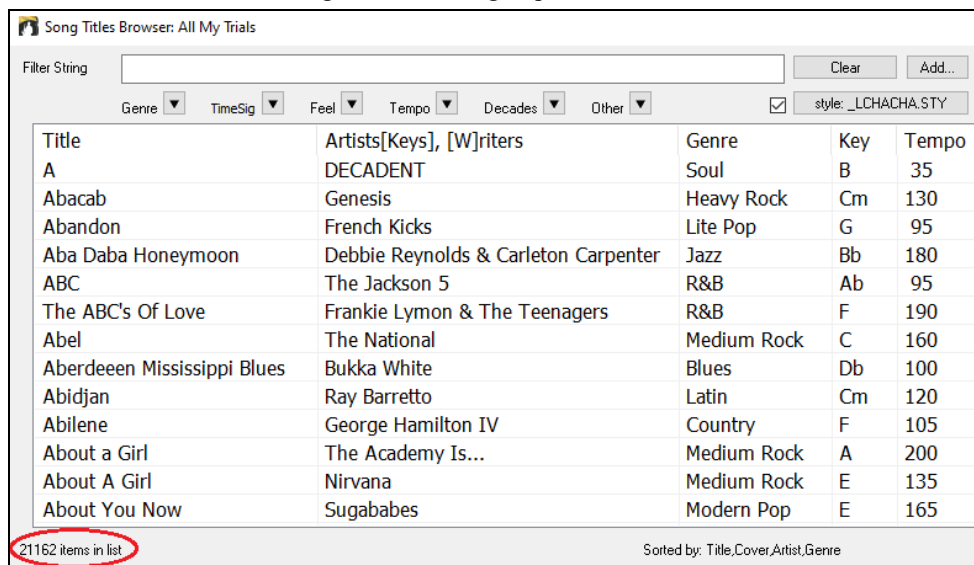 Song Titles Browser: All My Trials
Filter String Clear Add...
Genre TimeSig Feel Tempo Decades Other style: _LCHACHA.STY
Title Artists[Keys], [W]riters Genre Key Tempo
A DECADENT Soul B 35
Abacab Genesis Heavy Rock Cm 130
Abandon French Kicks Lite Pop G 95
Aba Daba Honeymoon Debbie Reynolds & Carleton Carpenter Jazz Bb 180
ABC The Jackson 5 R&B Ab 95
The ABC's Of Love Frankie Lymon & The Teenagers R&B F 190
Abel The National Medium Rock C 160
Aberdeeen Mississippi Blues Bukka White Blues Db 100
Abidjan Ray Barretto Latin Cm 120
Abilene George Hamilton IV Country F 105
About a Girl The Academy Is... Medium Rock A 200
About A Girl Nirvana Medium Rock E 135
About You Now Sugababes Modern Pop E 165
21162 items in list Sorted by: Title,Cover,Artist,Genre